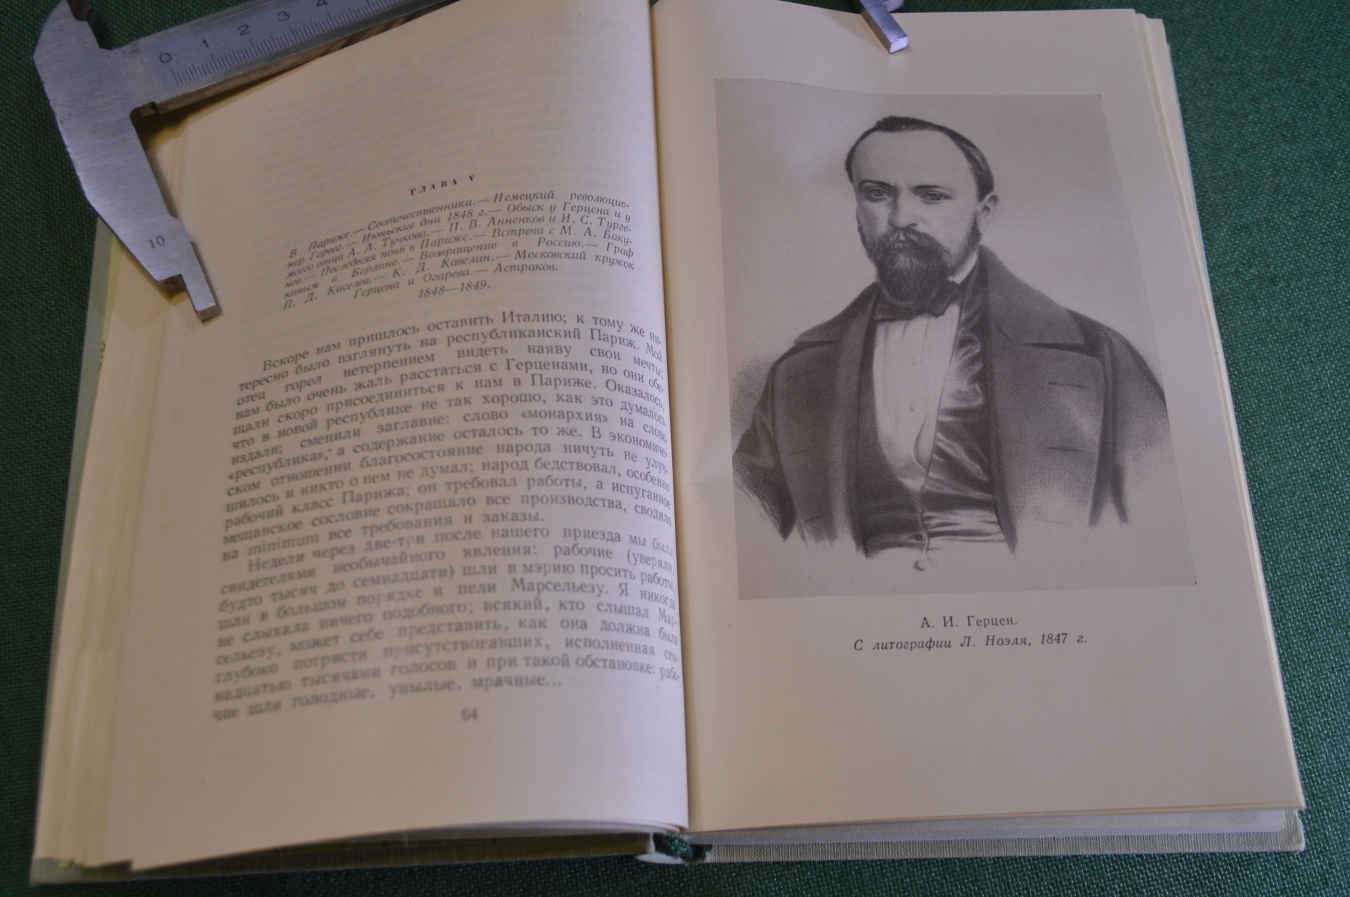 0 1 2 3 4
10
ГЛАВА V
В Париже.— Соотечественники.— Немецкий революцио-
нер Гервег.— Июньские дни 1848 г.— Обыск у Герцена и у
моего отца А. А. Тучкова.— П. В. Анненков и И. С. Турге-
нев.— Последняя ночь в Париже.— Встреча с М. А. Баку-
киным в Берлине.— Возвращение в Россию.— Граф
П. Д. Киселев.— К. Д. Кавелин.— Московский кружок
Герцена и Огарева.— Астраков.
1848—1849.
Вскоре нам пришлось оставить Италию; к тому же ин-
тересно было взглянуть на республиканский Париж. Мой
отец горел нетерпением видеть наяву свои мечты;
нам было очень жаль расстаться с Герценами, но они обе-
щали скоро присоединиться к нам в Париже. Оказалось,
что в новой республике не так хорошо, как это думалось
издали; сменили заглавие: слово «монархия» на слово
«республика», а содержание осталось то же. В экономиче-
ском отношении благосостояние народа ничуть не улуч-
шилось и никто о нем не думал; народ бедствовал, особенно
рабочий класс Парижа; он требовал работы, а испуганное
мещанское сословие сокращало все производства, сводило
на minimum все требования и заказы.
Недели через две-три после нашего приезда мы были
свидетелями необычайного явления: рабочие (уверяли,
будто тысяч до семнадцати) шли в мэрию просить работы,
шли в большом порядке и пели Марсельезу. Я никогда
не слыхала ничего подобного; всякий, кто слышал Мар-
сельезу, может себе представить, как она должна была
глубоко потрясти присутствовавших, исполненная сем-
надцатью тысячами голосов и при такой обстановке: рабо-
чие шли голодные, унылые, мрачные...
64
А. И. Герцен.
С литографии Л. Ноэля, 1847 г.